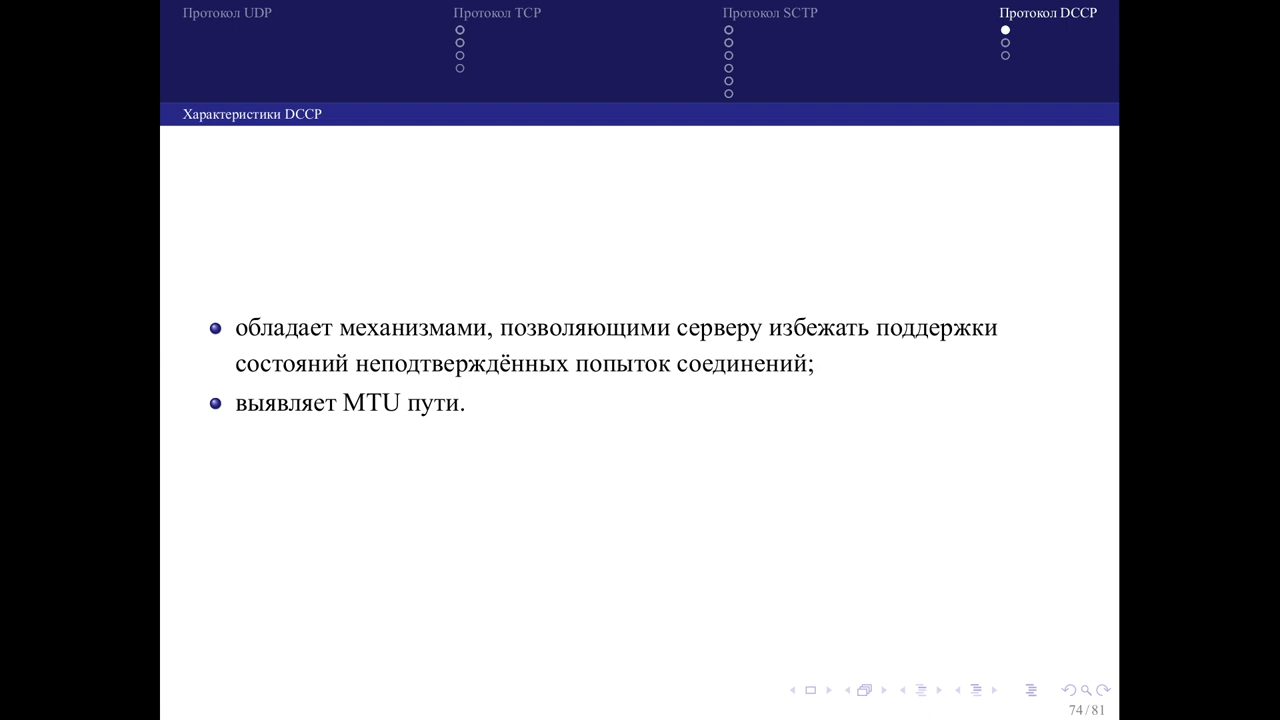 Протокол UDP
Протокол TCP
Протокол SCTP
Протокол DCCP
Характеристики DCCP
обладает механизмами, позволяющими серверу избежать поддержки
состояний неподтверждённых попыток соединений;
выявляет MTU пути.
74 / 81